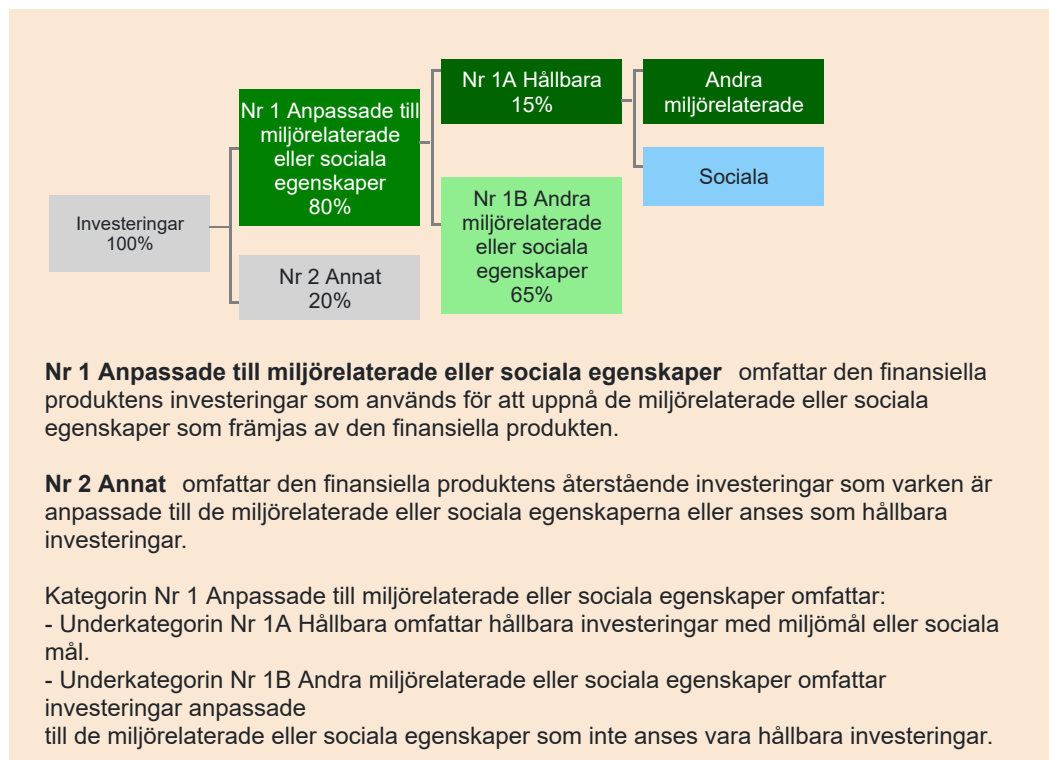 Investeringar
100%
Nr 1 Anpassade till
miljörelaterade
eller sociala
egenskaper
80%
Nr 2 Annat
20%
Nr 1A Hållbara
15%
Nr 1B Andra
miljörelaterade
eller sociala
egenskaper
65%
Andra
miljörelaterade
Sociala
Nr 1 Anpassade till miljörelaterade eller sociala egenskaper omfattar den finansiella
produktens investeringar som används för att uppnå de miljörelaterade eller sociala
egenskaper som främjas av den finansiella produkten.
Nr 2 Annat omfattar den finansiella produktens återstående investeringar som varken är
anpassade till de miljörelaterade eller sociala egenskaperna eller anses som hållbara
investeringar.
Kategorin Nr 1 Anpassade till miljörelaterade eller sociala egenskaper omfattar:
- Underkategorin Nr 1A Hållbara omfattar hållbara investeringar med miljömål eller sociala
mål.
- Underkategorin Nr 1B Andra miljörelaterade eller sociala egenskaper omfattar
investeringar anpassade
till de miljörelaterade eller sociala egenskaper som inte anses vara hållbara investeringar.